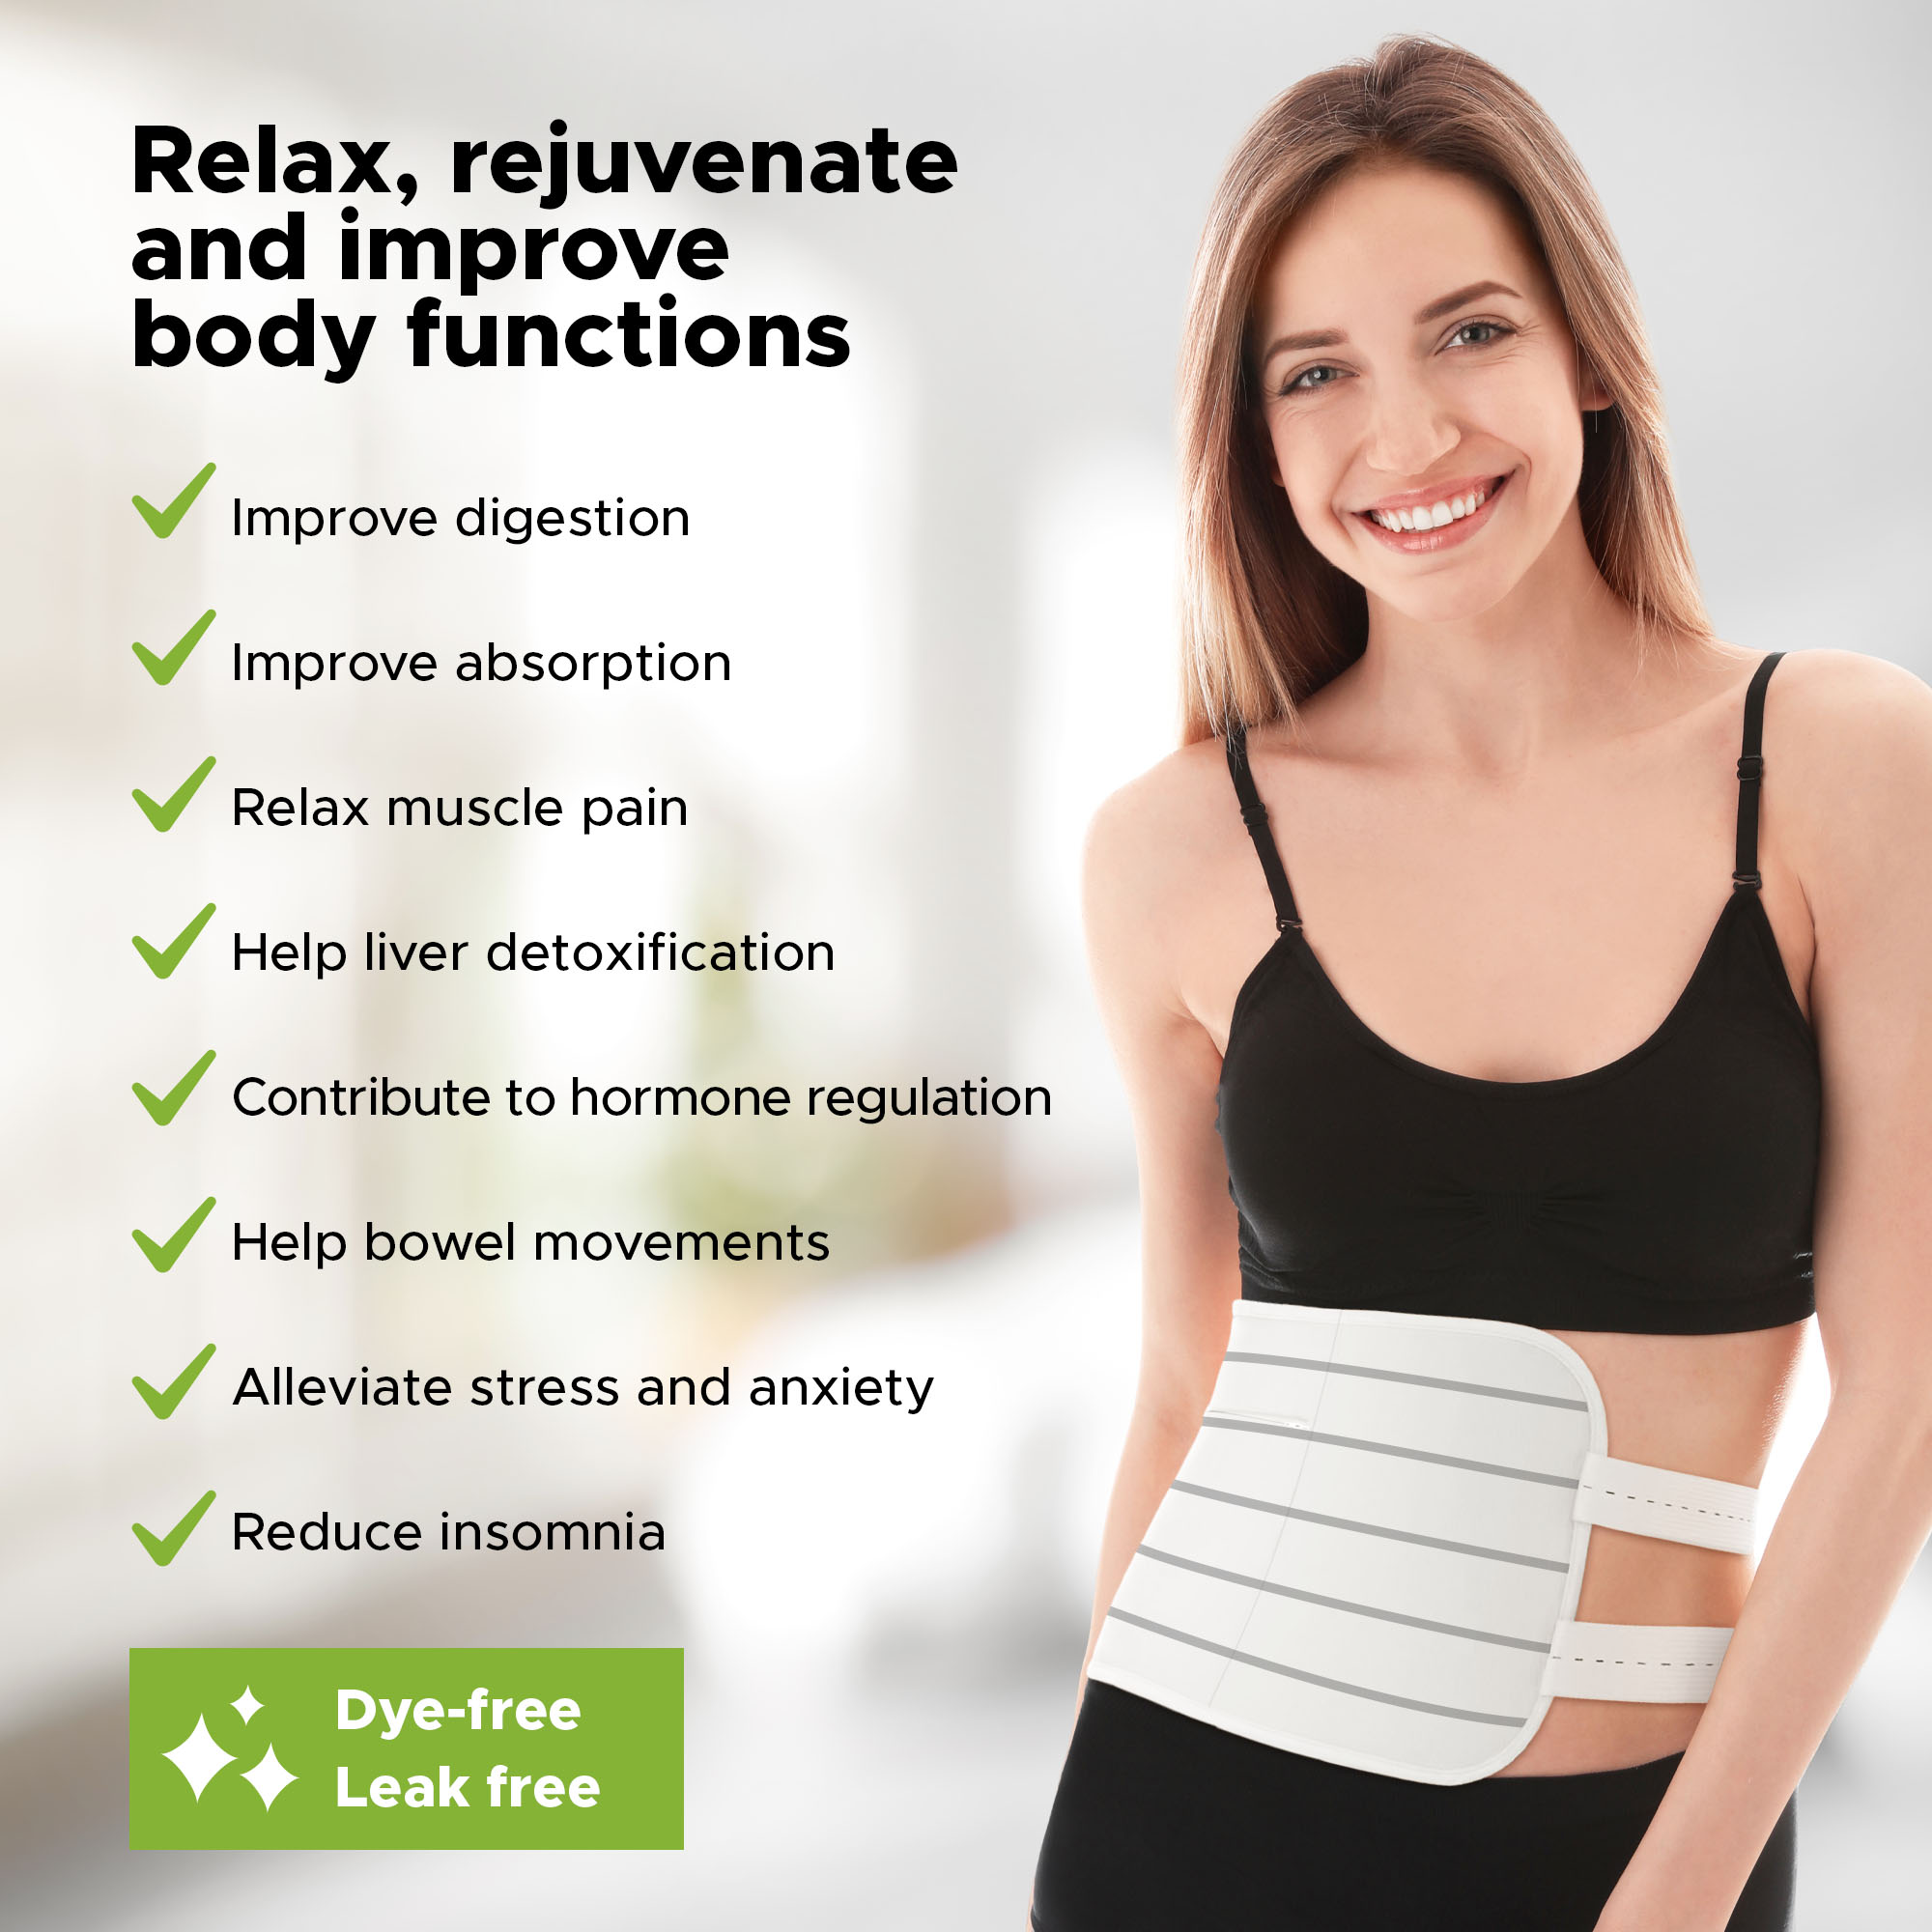 Relax, rejuvenate
and improve
body functions
Improve digestion
Improve absorption
Relax muscle pain
Help liver detoxification
Contribute to hormone regulation
Help bowel movements
Alleviate stress and anxiety
Reduce insomnia
Dye-free
Leak free